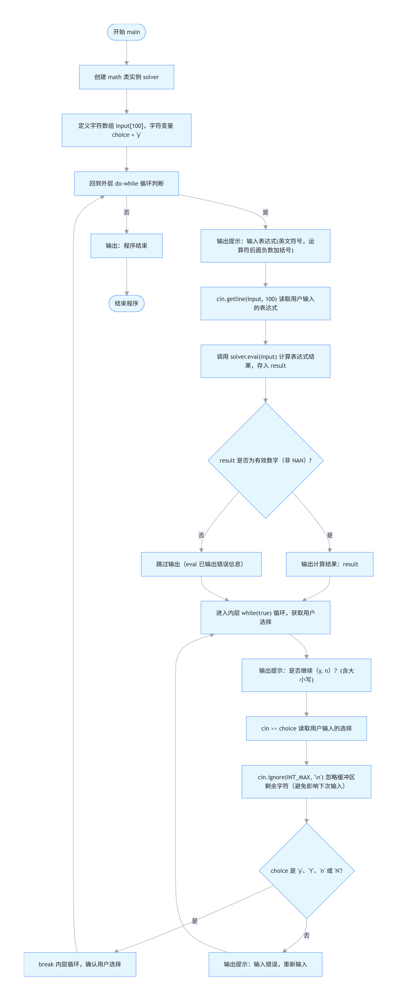 开始 main
创建 math 类实例 solver
定义字符数组 input[100]，字符变量
choice = 'y'
回到外层 do-while 循环判断
否
是
输出：程序结束
输出提示：输入表达式(英文符号，运
算符后面负数加括号)
结束程序
cin.getline(input, 100) 读取用户输入
的表达式
调用 solver.eval(input) 计算表达式结
果，存入 result
result 是否为有效数字（非 NAN）?
否
是
跳过输出（eval 已输出错误信息）
输出计算结果：result
进入内层 while(true) 循环，获取用户
选择
输出提示：是否继续（y, n）？(含大
小写)
cin >> choice 读取用户输入的选择
cin.ignore(INT_MAX, '\n') 忽略缓冲区
剩余字符（避免影响下次输入）
choice 是 'y'、'Y'、'n' 或 'N'?
是
否
break 内层循环，确认用户选择
输出提示：输入错误，重新输入